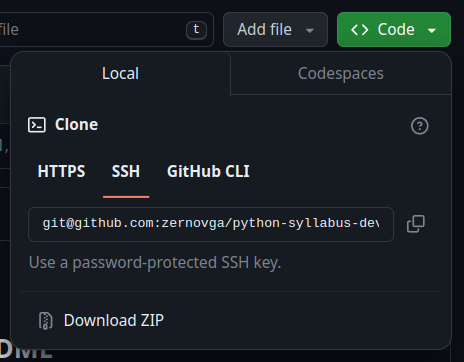 file t Add file Code
Local Codespaces
Clone
HTTPS SSH GitHub CLI
git@github.com:zernovga/python-syllabus-dev
Use a password-protected SSH key.
Download ZIP